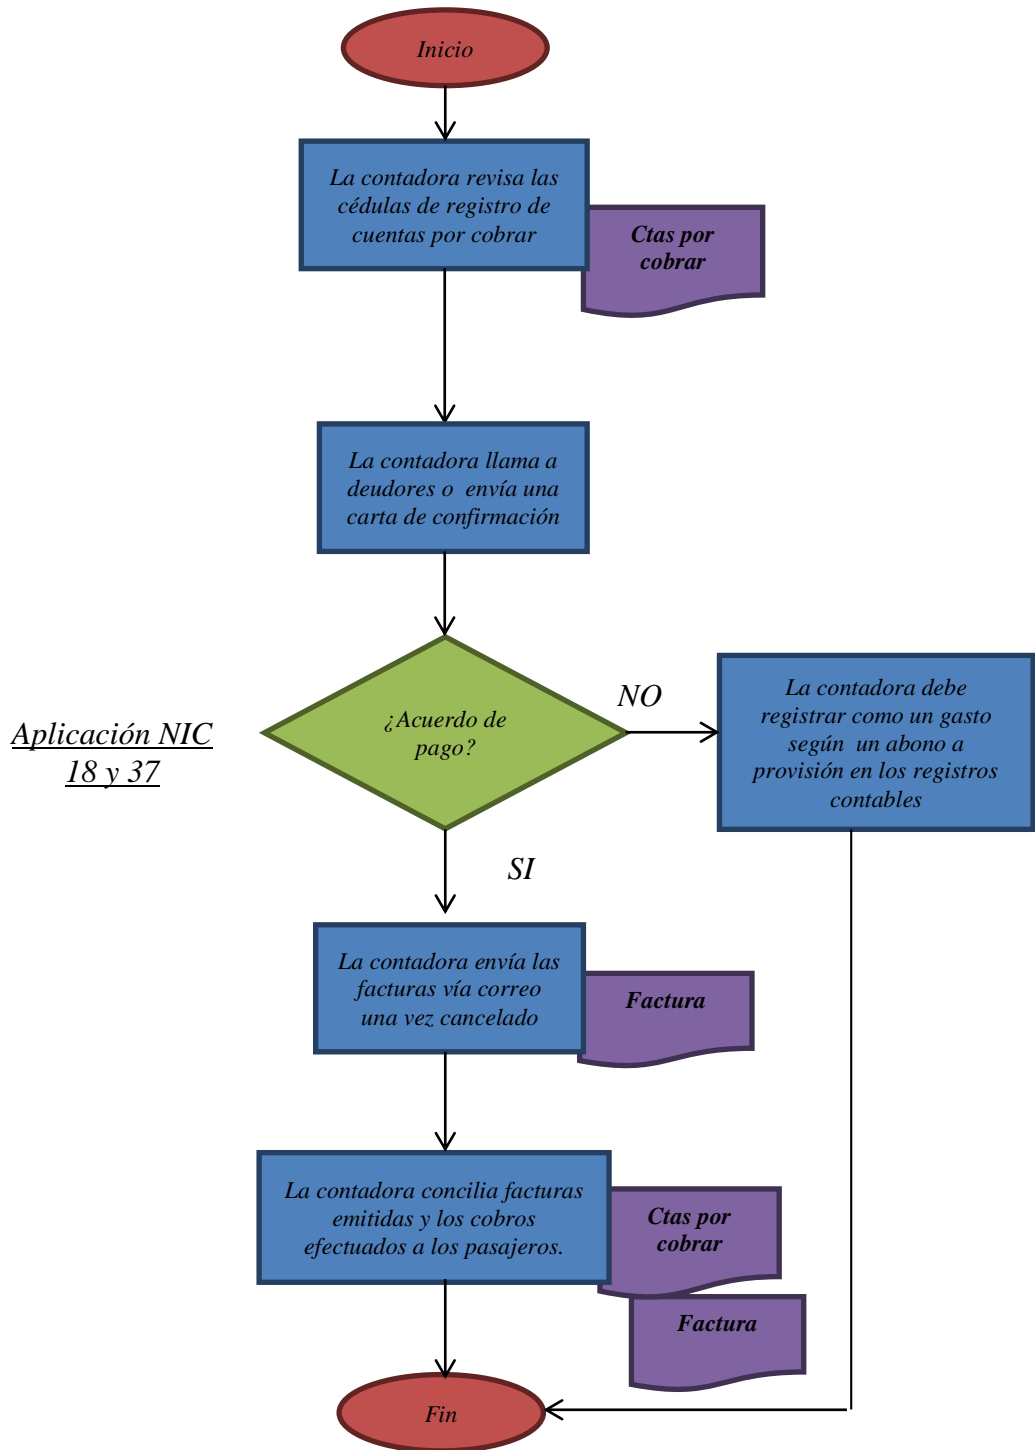 Inicio
La contadora revisa las
cédulas de registro de
cuentas por cobrar
Ctas por
cobrar
La contadora llama a
deudores o  envía una
carta de confirmación
Aplicación NIC
18 y 37
¿Acuerdo de
pago?
NO
La contadora debe
registrar como un gasto
según  un abono a
provisión en los registros
contables
SI
La contadora envía las
facturas vía correo
una vez cancelado
Factura
La contadora concilia facturas
emitidas y los cobros
efectuados a los pasajeros.
Ctas por
cobrar
Factura
Fin